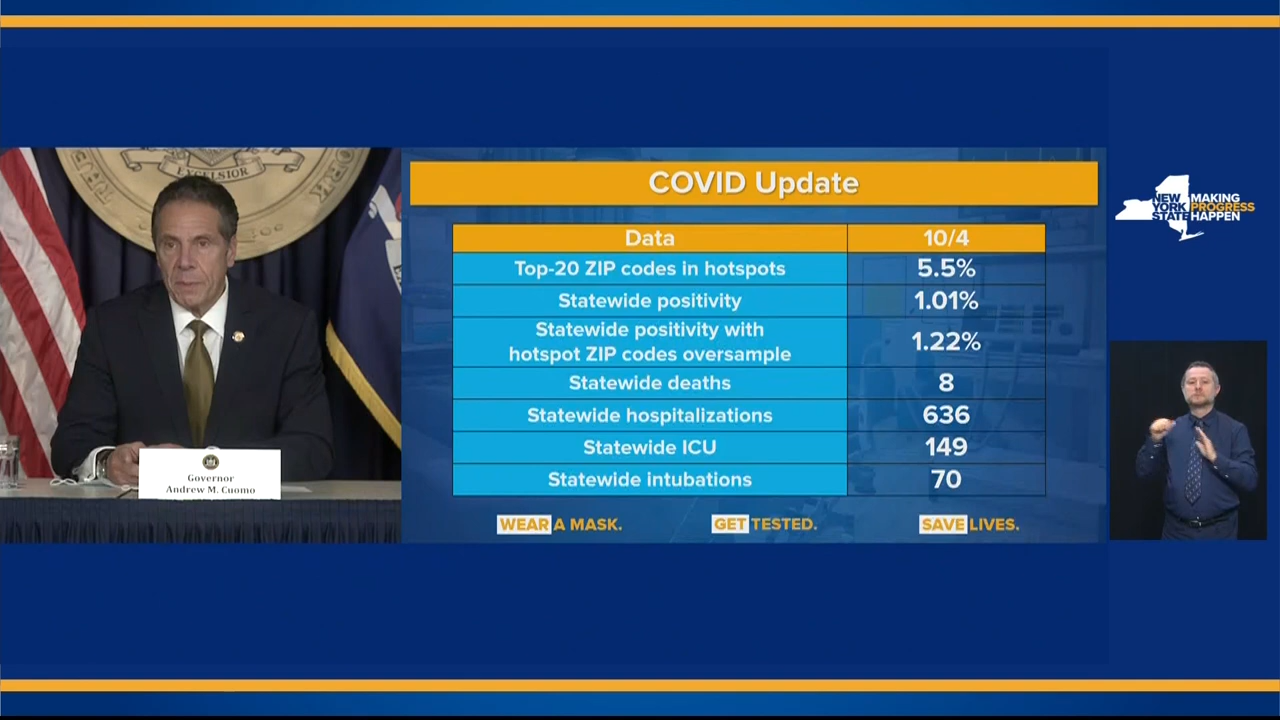 EXCELSIOR
Governor
Andrew M. Cuomo
COVID Update
Data 10/4
Top-20 ZIP codes in hotspots 5.5%
Statewide positivity 1.01%
Statewide positivity with
hotspot ZIP codes oversample 1.22%
Statewide deaths 8
Statewide hospitalizations 636
Statewide ICU 149
Statewide intubations 70
WEAR A MASK. GET TESTED. SAVE LIVES.
NEW YORK STATE
MAKING
PROGRESS
HAPPEN